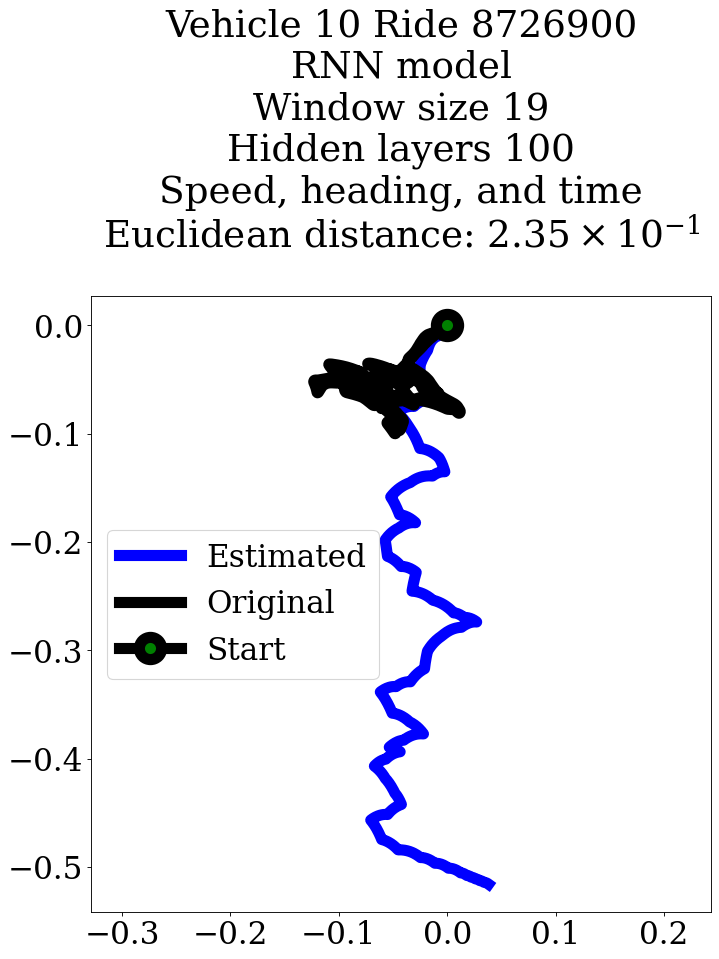 Vehicle 10 Ride 8726900
RNN model
Window size 19
Hidden layers 100
Speed, heading, and time
Euclidean distance: 2.35 × 10⁻¹
0.0
−0.1
−0.2
−0.3
−0.4
−0.5
Estimated
Original
Start
−0.3 −0.2 −0.1 0.0 0.1 0.2